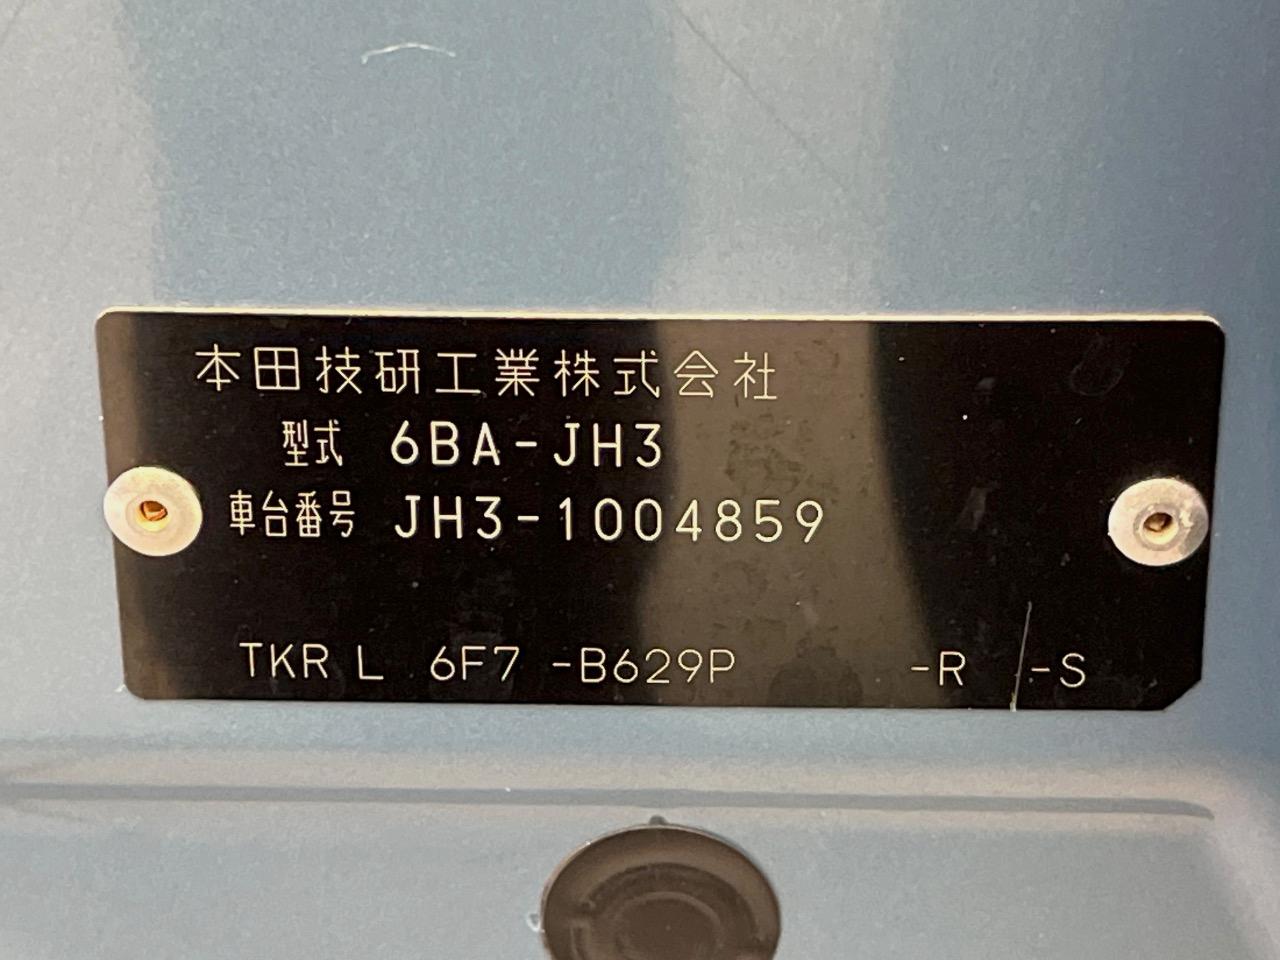 本田技研工業株式会社
型式 6BA-JH3
車台番号 JH3-1004859
TKR L 6F7 -B629P -R -S